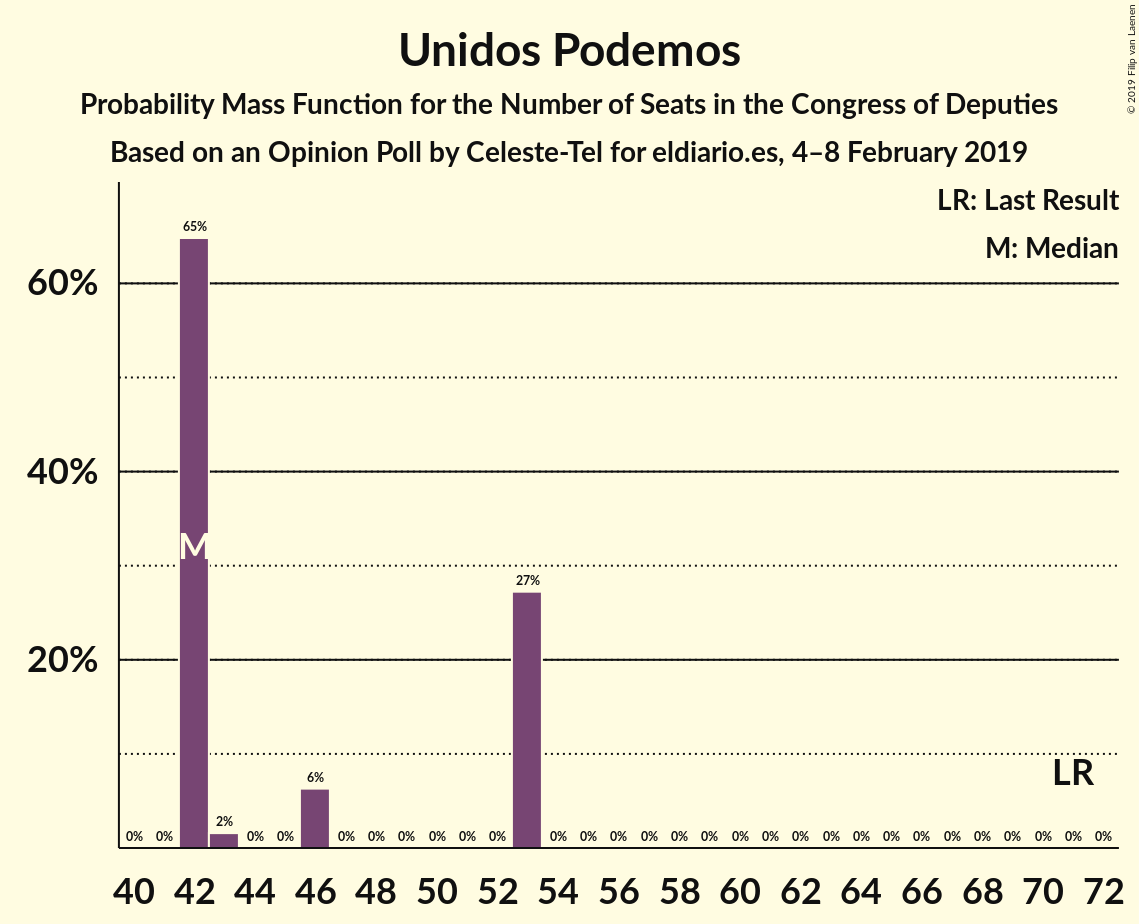 Unidos Podemos
Probability Mass Function for the Number of Seats in the Congress of Deputies
Based on an Opinion Poll by Celeste-Tel for eldiario.es, 4–8 February 2019
© 2019 Filip van Laenen
LR: Last Result
M: Median
65%
60%
40%
M
27%
20%
LR
6%
2%
0% 0% 0% 0% 0% 0% 0% 0% 0% 0% 0% 0% 0% 0% 0% 0% 0% 0% 0% 0% 0% 0% 0% 0% 0% 0% 0% 0% 0%
40 42 44 46 48 50 52 54 56 58 60 62 64 66 68 70 72